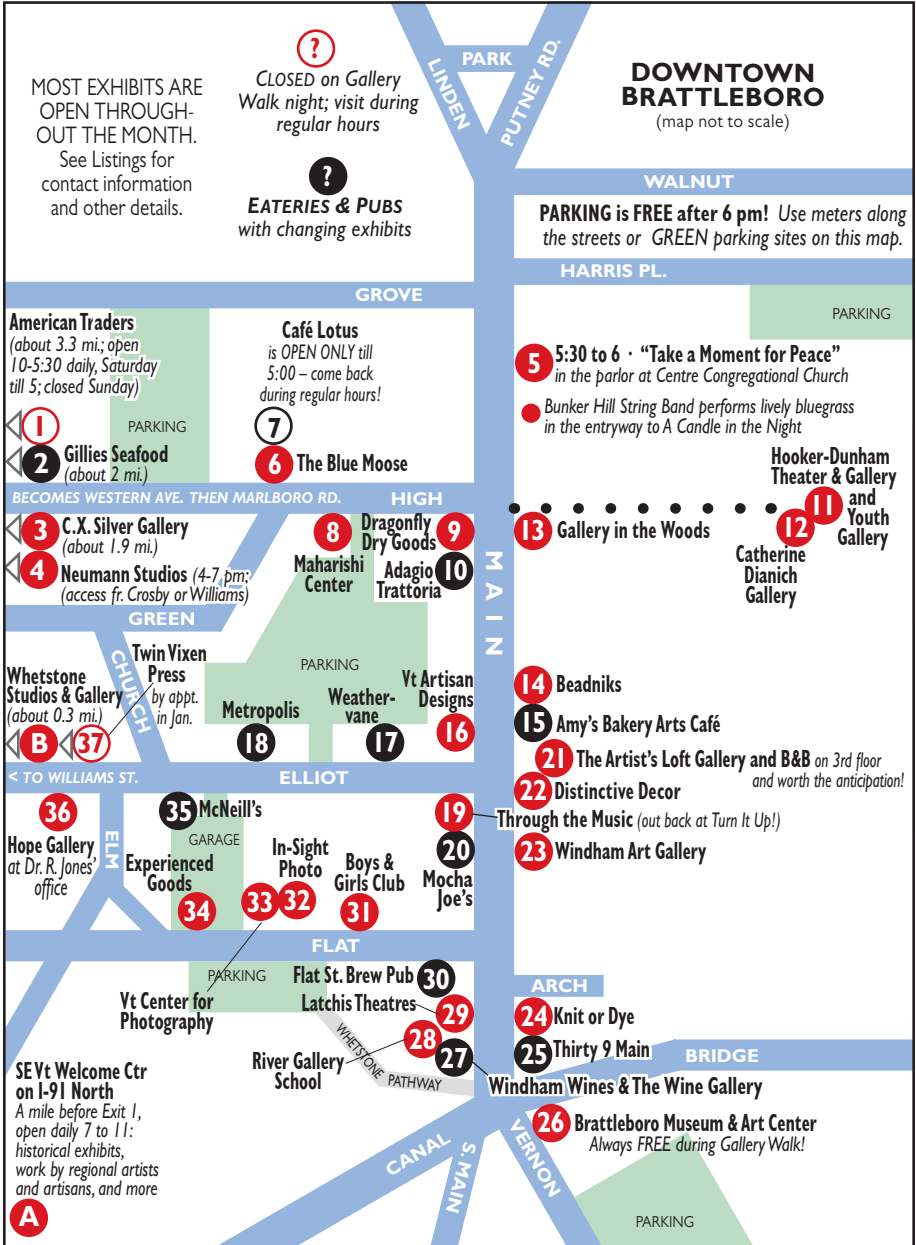 MOST EXHIBITS ARE
OPEN THROUGH-
OUT THE MONTH.
See Listings for
contact information
and other details.
?
CLOSED on Gallery
Walk night; visit during
regular hours
?
EATERIES & PUBS
with changing exhibits
LINDEN
PARK
PUTNEY RD.
DOWNTOWN
BRATTLEBORO
(map not to scale)
WALNUT
PARKING is FREE after 6 pm! Use meters along
the streets or GREEN parking sites on this map.
HARRIS PL.
PARKING
GROVE
American Traders
(about 3.3 mi.; open
10-5:30 daily, Saturday
till 5; closed Sunday)
1
PARKING
2 Gillies Seafood
(about 2 mi.)
Café Lotus
is OPEN ONLY till
5:00 – come back
during regular hours!
7
6 The Blue Moose
5 5:30 to 6 · “Take a Moment for Peace”
in the parlor at Centre Congregational Church
Bunker Hill String Band performs lively bluegrass
in the entryway to A Candle in the Night
Hooker-Dunham
Theater & Gallery
and
Youth
Gallery
11
12
Catherine
Dianich
Gallery
13 Gallery in the Woods
BECOMES WESTERN AVE. THEN MARLBORO RD.
HIGH
3 C.X. Silver Gallery
(about 1.9 mi.)
4 Neumann Studios (4-7 pm;
(access fr. Crosby or Williams)
8
Maharishi
Center
Dragonfly
Dry Goods
9
Adagio
Trattoria
10
MAIN
GREEN
CHURCH
Whetstone
Studios & Gallery
(about 0.3 mi.)
B
Twin Vixen
Press
by appt.
in Jan.
37
PARKING
Metropolis
18
Weather-
vane
17
Vt Artisan
Designs
16
14 Beadniks
15 Amy's Bakery Arts Café
21 The Artist's Loft Gallery and B&B on 3rd floor
and worth the anticipation!
22 Distinctive Decor
< TO WILLIAMS ST.
ELLIOT
36
Hope Gallery
at Dr. R. Jones'
office
ELM
35 McNeill's
GARAGE
Experienced
Goods
34
In-Sight
Photo
33
32
Boys &
Girls Club
31
19
Through the Music (out back at Turn It Up!)
20
Mocha
Joe's
23 Windham Art Gallery
FLAT
PARKING
Vt Center for
Photography
Flat St. Brew Pub 30
Latchis Theatres
29
28
River Gallery
School
27
WHETSTONE PATHWAY
Windham Wines & The Wine Gallery
ARCH
24 Knit or Dye
25 Thirty 9 Main
BRIDGE
26 Brattleboro Museum & Art Center
Always FREE during Gallery Walk!
SE Vt Welcome Ctr
on I-91 North
A mile before Exit 1,
open daily 7 to 11:
historical exhibits,
work by regional artists
and artisans, and more
A
CANAL
S. MAIN
VERNON
PARKING